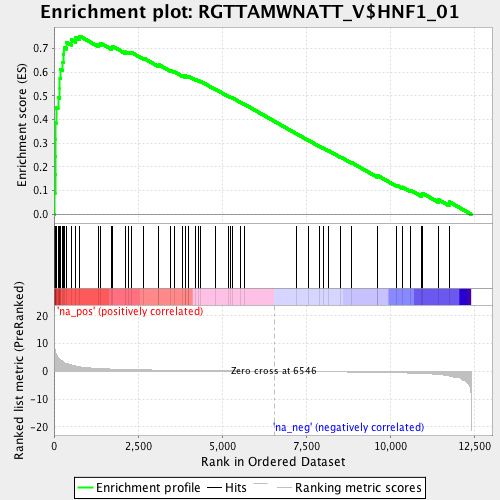 Enrichment plot: RGTTAMWNATT_V$HNF1_01
Enrichment score (ES)
0.7
0.6
0.5
0.4
0.3
0.2
0.1
0.0
'na_pos' (positively correlated)
Ranked list metric (PreRanked)
20
10
0
-10
-20
Zero cross at 6546
'na_neg' (negatively correlated)
0
2,500
5,000
7,500
10,000
12,500
Rank in Ordered Dataset
Enrichment profile
Hits
Ranking metric scores